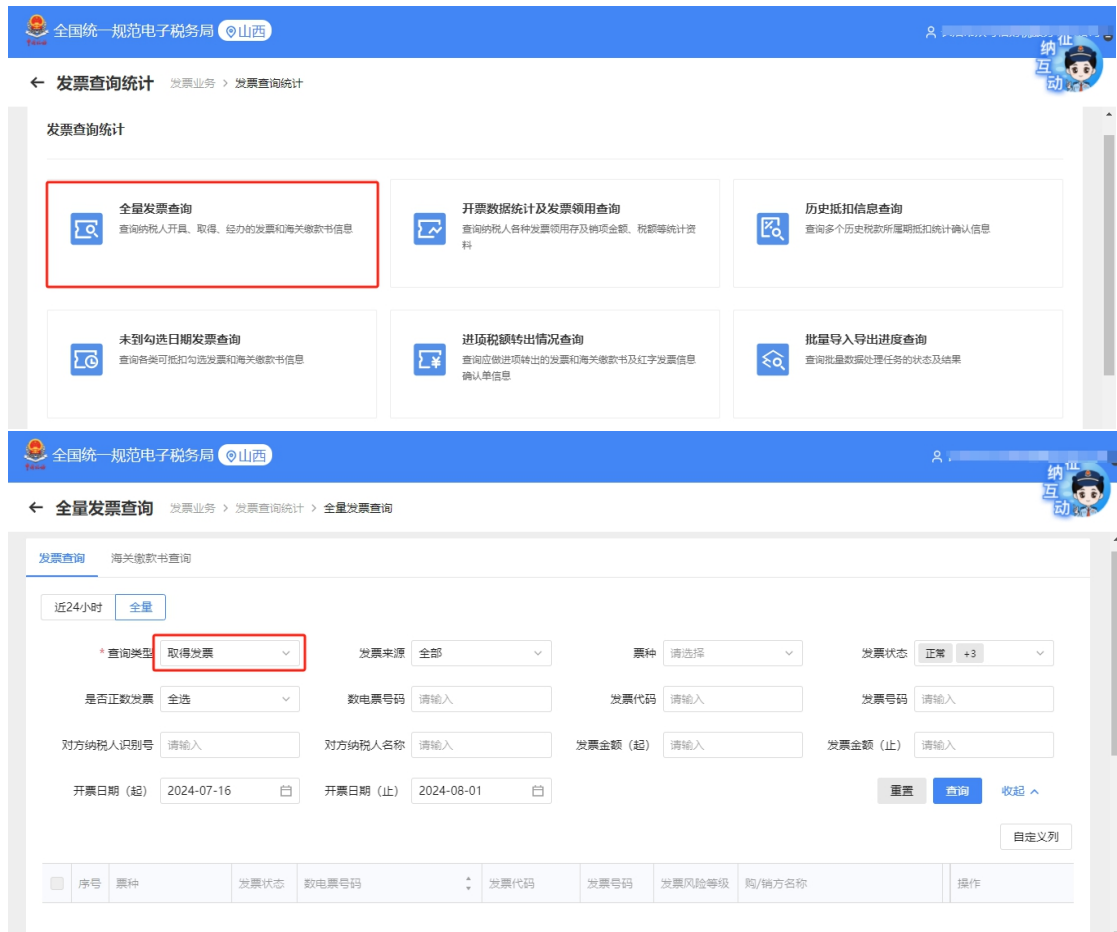 全国统一规范电子税务局 山西
纳
征
互
动
← 发票查询统计 发票业务 > 发票查询统计
发票查询统计
全量发票查询
查询纳税人开具、取得、经办的发票和海关缴款书信息
开票数据统计及发票领用查询
查询纳税人各种发票领用存及销项金额、税额等统计资
料
历史抵扣信息查询
查询多个历史税款所属期抵扣统计确认信息
未到勾选日期发票查询
查询各类可抵扣勾选发票和海关缴款书信息
进项税额转出情况查询
查询应做进项转出的发票和海关缴款书及红字发票信息
确认单信息
批量导入导出进度查询
查询批量数据处理任务的状态及结果
全国统一规范电子税务局 山西
纳
征
互
动
← 全量发票查询 发票业务 > 发票查询统计 > 全量发票查询
发票查询 海关缴款书查询
近24小时 全量
* 查询类型 取得发票 发票来源 全部 票种 请选择 发票状态 正常 +3
是否正数发票 全选 数电票号码 请输入 发票代码 请输入 发票号码 请输入
对方纳税人识别号 请输入 对方纳税人名称 请输入 发票金额（起） 请输入 发票金额（止） 请输入
开票日期（起） 2024-07-16 开票日期（止） 2024-08-01 重置 查询 收起
自定义列
序号 票种 发票状态 数电票号码 发票代码 发票号码 发票风险等级 购/销方名称 操作